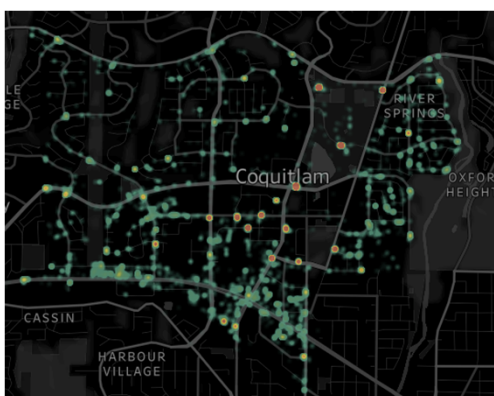 RIVER
SPRINGS
Coquitlam
OXFOR
HEIGHT
LE
GE
CASSIN
HARBOUR
VILLAGE